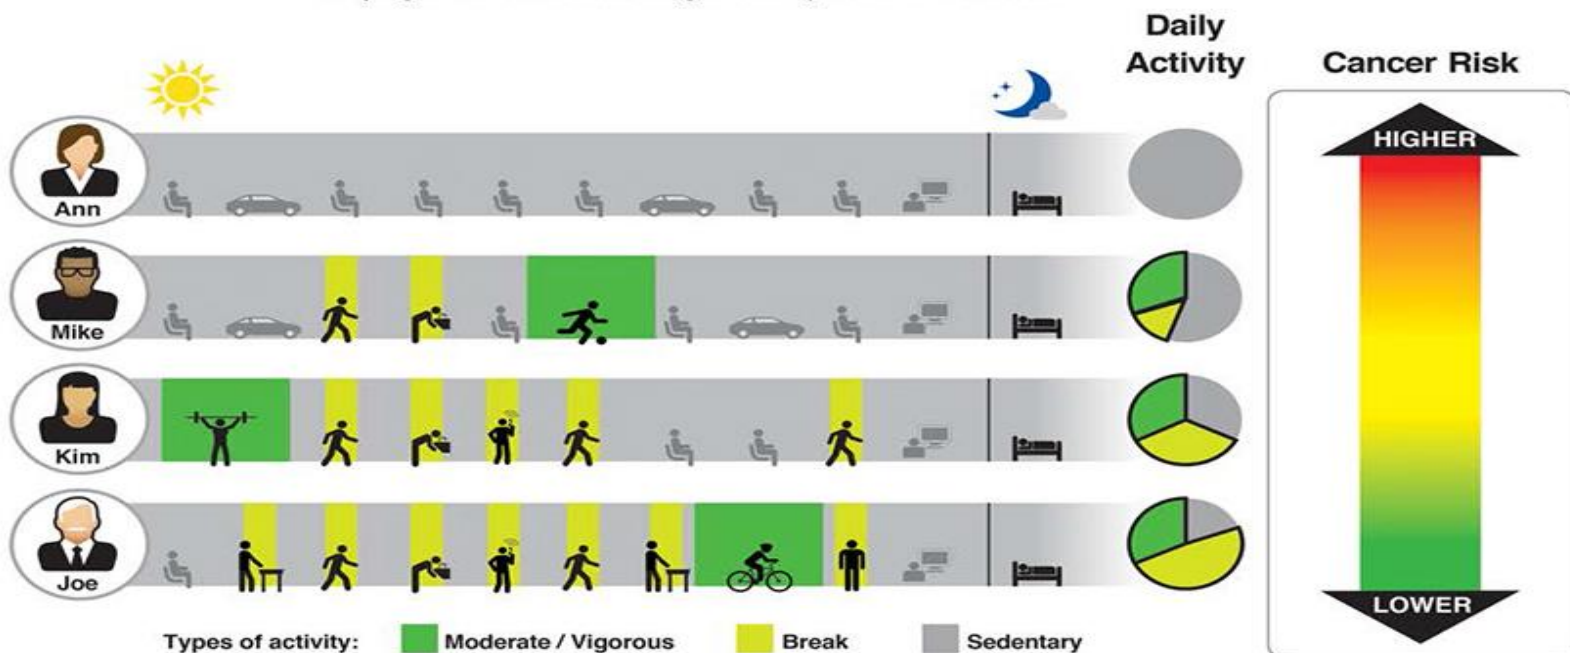 Daily
Activity
Cancer Risk
HIGHER
Ann
Mike
Kim
Joe
LOWER
Types of activity: Moderate / Vigorous Break Sedentary